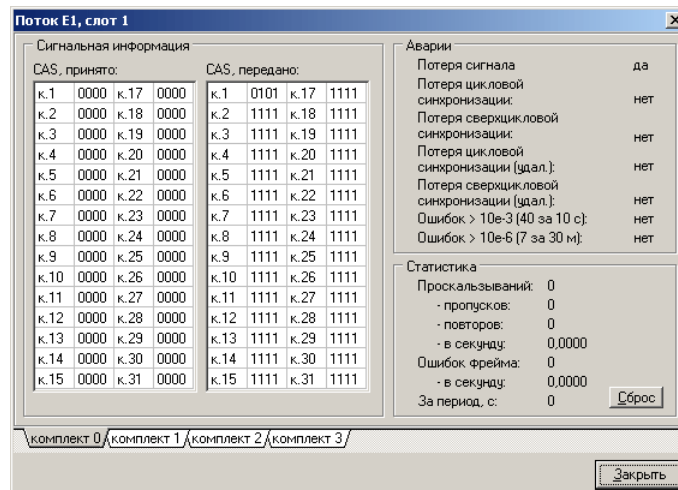 Поток E1, слот 1
Сигнальная информация
CAS, принято:
к.1 0000 к.17 0000
к.2 0000 к.18 0000
к.3 0000 к.19 0000
к.4 0000 к.20 0000
к.5 0000 к.21 0000
к.6 0000 к.22 0000
к.7 0000 к.23 0000
к.8 0000 к.24 0000
к.9 0000 к.25 0000
к.10 0000 к.26 0000
к.11 0000 к.27 0000
к.12 0000 к.28 0000
к.13 0000 к.29 0000
к.14 0000 к.30 0000
к.15 0000 к.31 0000
CAS, передано:
к.1 0101 к.17 1111
к.2 1111 к.18 1111
к.3 1111 к.19 1111
к.4 1111 к.20 1111
к.5 1111 к.21 1111
к.6 1111 к.22 1111
к.7 1111 к.23 1111
к.8 1111 к.24 1111
к.9 1111 к.25 1111
к.10 1111 к.26 1111
к.11 1111 к.27 1111
к.12 1111 к.28 1111
к.13 1111 к.29 1111
к.14 1111 к.30 1111
к.15 1111 к.31 1111
Аварии
Потеря сигнала да
Потеря цикловой
синхронизации: нет
Потеря сверхцикловой
синхронизации: нет
Потеря цикловой
синхронизации (удал.): нет
Потеря сверхцикловой
синхронизации (удал.): нет
Ошибок > 10e-3 (40 за 10 с): нет
Ошибок > 10e-6 (7 за 30 м): нет
Статистика
Проскальзываний: 0
- пропусков: 0
- повторов: 0
- в секунду: 0,0000
Ошибок фрейма: 0
- в секунду: 0,0000
За период, с: 0
Сброс
комплект 0 комплект 1 комплект 2 комплект 3
Закрыть